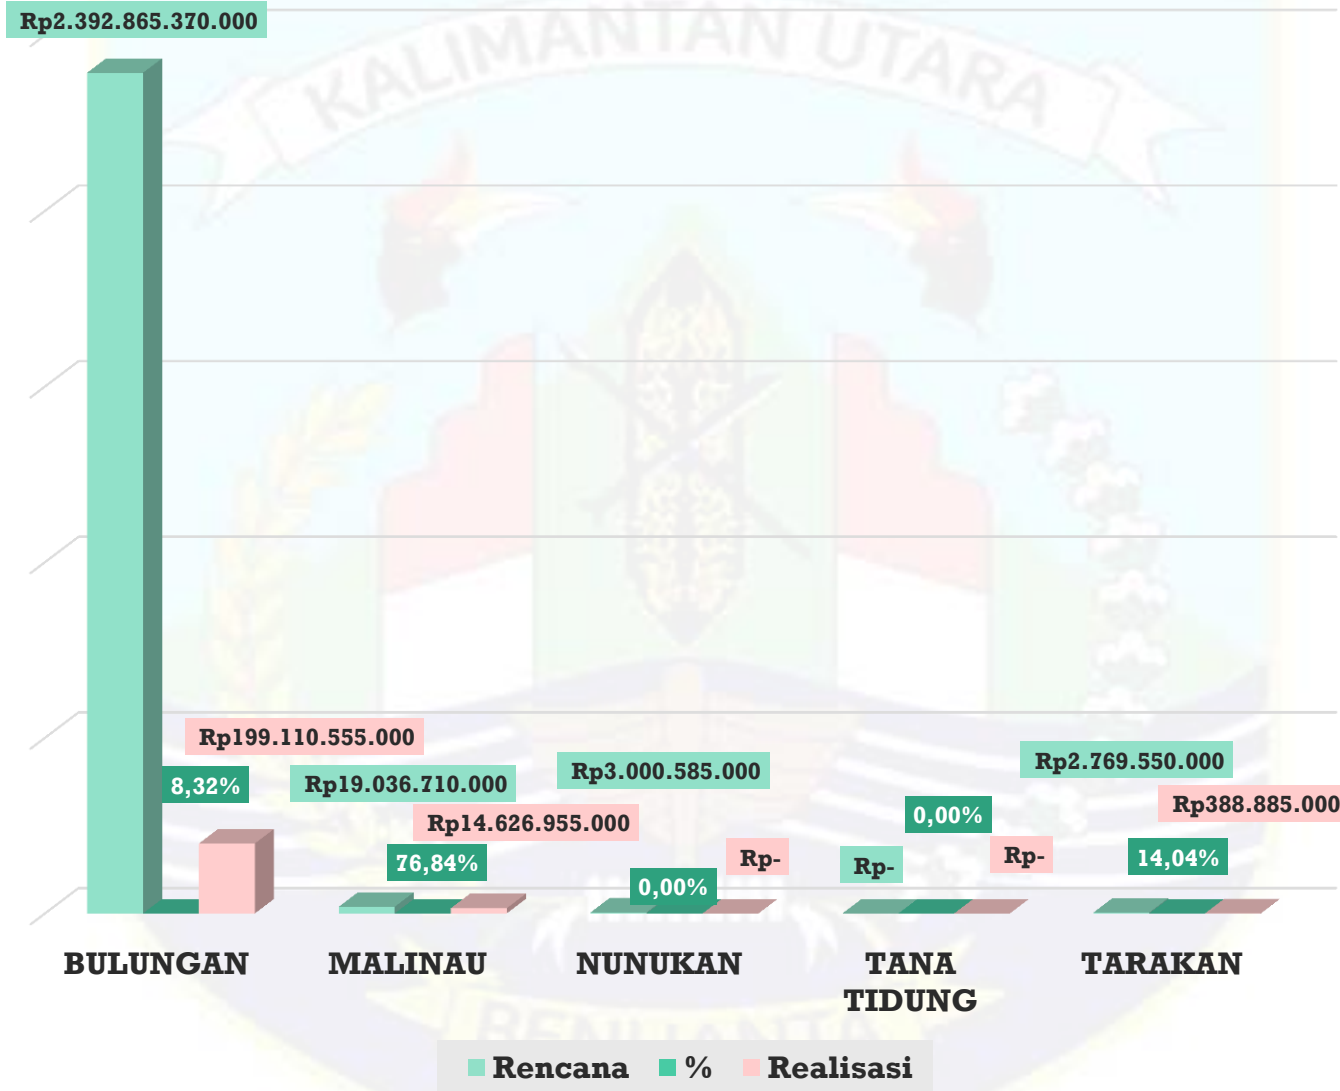 KALIMANTAN UTARA
Rp2.392.865.370.000
Rp199.110.555.000
8,32%
Rp19.036.710.000
Rp14.626.955.000
76,84%
Rp3.000.585.000
0,00%
Rp-
Rp-
0,00%
Rp-
Rp2.769.550.000
Rp388.885.000
14,04%
BULUNGAN
MALINAU
NUNUKAN
TANA
TIDUNG
TARAKAN
BENUANTA
Rencana
%
Realisasi